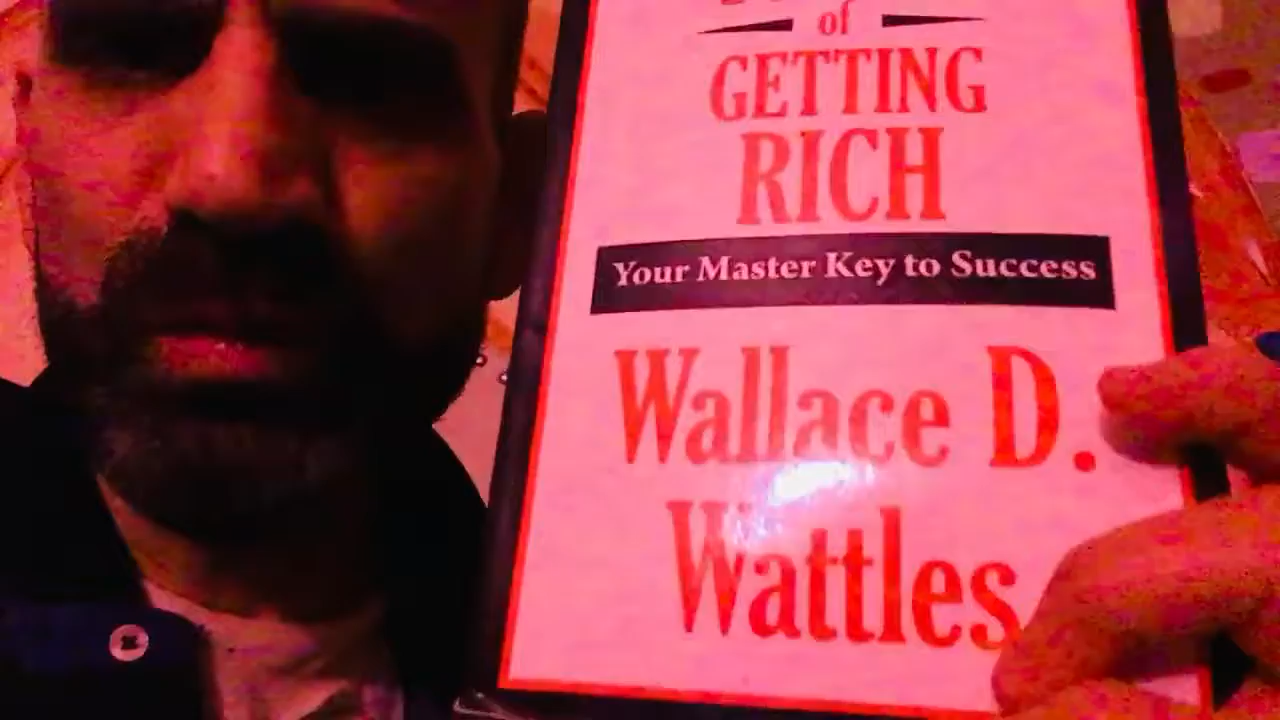 of
GETTING
RICH
Your Master Key to Success
Wallace D.
Wattles